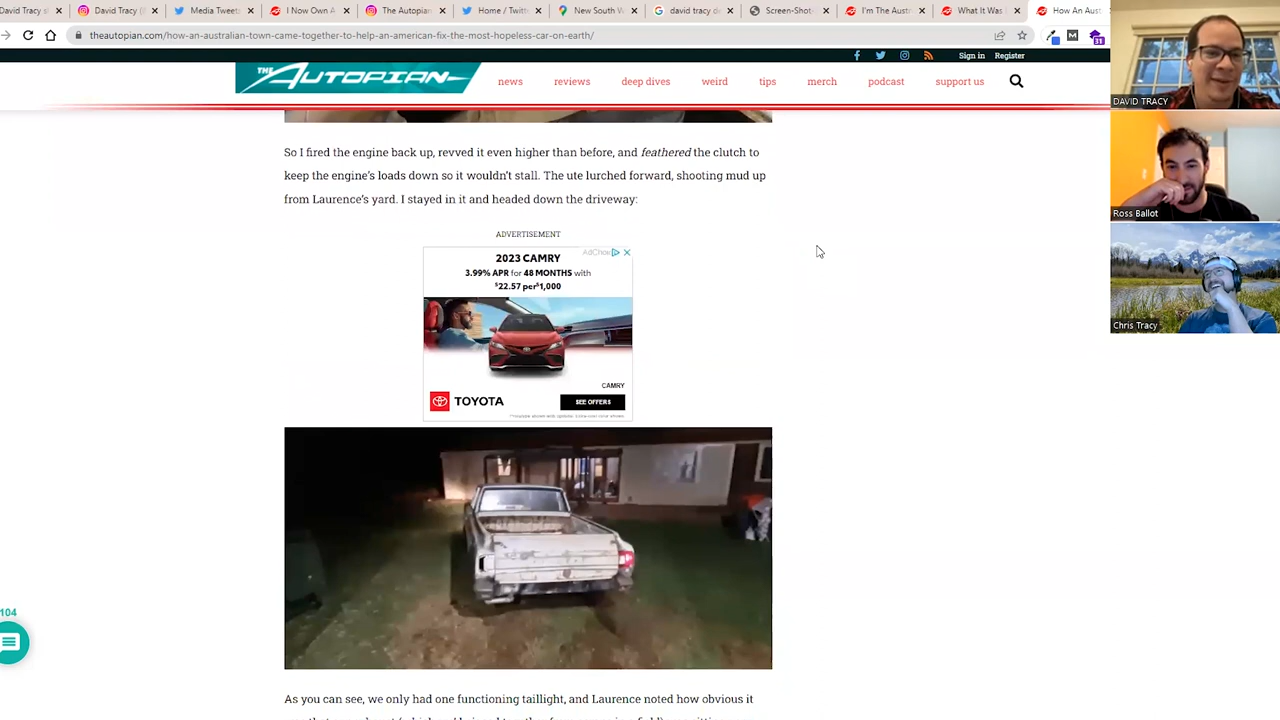 David Tracy s
David Tracy (
Media Tweet
I Now Own A
The Autopian
Home / Twitt
New South W
david tracy d
Screen-Shot
I'm The Aust
What It Was
How An Aust
theautopian.com/how-an-australian-town-came-together-to-help-an-american-fix-the-most-hopeless-car-on-earth/
31
Sign in Register
THE AUTOPIAN
news reviews deep dives weird tips merch podcast support us
DAVID TRACY
Ross Ballot
Chris Tracy
So I fired the engine back up, revved it even higher than before, and feathered the clutch to
keep the engine's loads down so it wouldn't stall. The ute lurched forward, shooting mud up
from Laurence's yard. I stayed in it and headed down the driveway:
ADVERTISEMENT
AdChoic
2023 CAMRY
3.99% APR for 48 MONTHS with
$22.57 per $1,000
CAMRY
TOYOTA
SEE OFFERS
104
As you can see, we only had one functioning taillight, and Laurence noted how obvious it